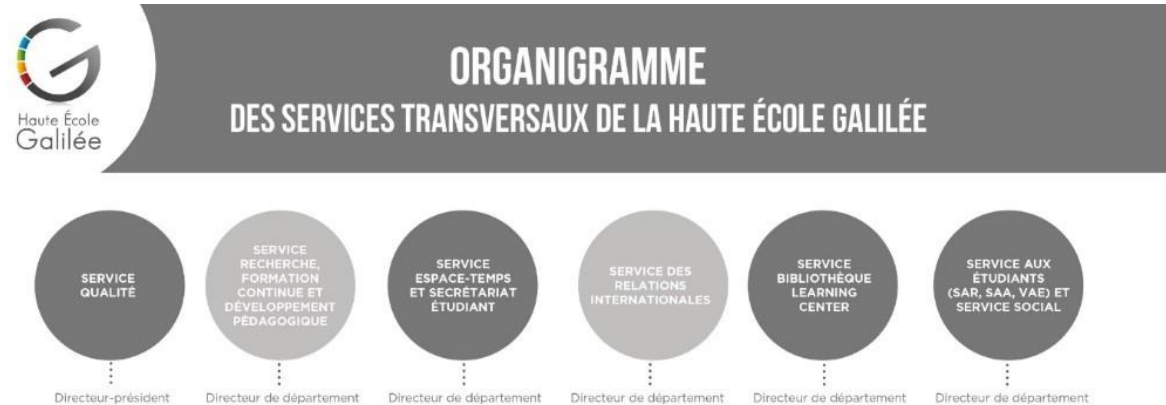 Haute École
Galilée
ORGANIGRAMME
DES SERVICES TRANSVERSAUX DE LA HAUTE ÉCOLE GALILÉE
SERVICE
QUALITÉ
SERVICE
RECHERCHE,
FORMATION
CONTINUE ET
DÉVELOPPEMENT
PÉDAGOGIQUE
SERVICE
ESPACE-TEMPS
ET SECRÉTARIAT
ÉTUDIANT
SERVICE DES
RELATIONS
INTERNATIONALES
SERVICE
BIBLIOTHÈQUE
LEARNING
CENTER
SERVICE AUX
ÉTUDIANTS
(SAR, SAA, VAE) ET
SERVICE SOCIAL
Directeur-président
Directeur de département
Directeur de département
Directeur de département
Directeur de département
Directeur de département